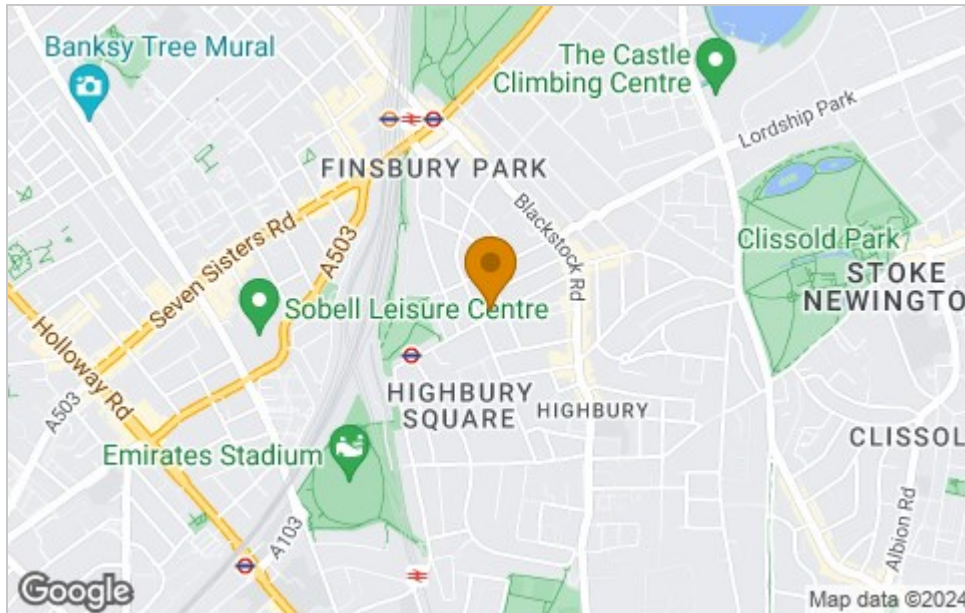 Banksy Tree Mural
The Castle
Climbing Centre
Lordship Park
FINSBURY PARK
Blackstock Rd
Seven Sisters Rd
A503
Clissold Park
STOKE
NEWINGTO
Sobell Leisure Centre
Holloway Rd
A503
HIGHBURY
SQUARE
HIGHBURY
CLISSOL
Emirates Stadium
A103
Albion Rd
Google
Map data ©2024